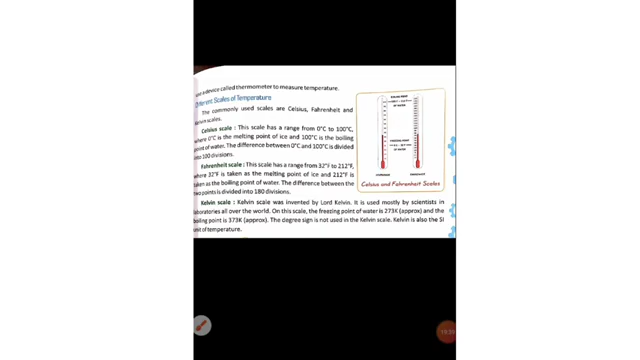 use a device called thermometer to measure temperature.
Different Scales of Temperature
The commonly used scales are Celsius, Fahrenheit and
Kelvin scales.
Celsius scale : This scale has a range from 0°C to 100°C,
where 0°C is the melting point of ice and 100°C is the boiling
point of water. The difference between 0°C and 100°C is divided
into 100 divisions.
Fahrenheit scale : This scale has a range from 32°F to 212°F,
where 32°F is taken as the melting point of ice and 212°F is
taken as the boiling point of water. The difference between the
two points is divided into 180 divisions.
BOILING POINT
OF WATER
FREEZING POINT
OF WATER
Celsius and Fahrenheit Scales
Kelvin scale : Kelvin scale was invented by Lord Kelvin. It is used mostly by scientists in
laboratories all over the world. On this scale, the freezing point of water is 273K (approx) and the
boiling point is 373K (approx). The degree sign is not used in the Kelvin scale. Kelvin is also the SI
unit of temperature.